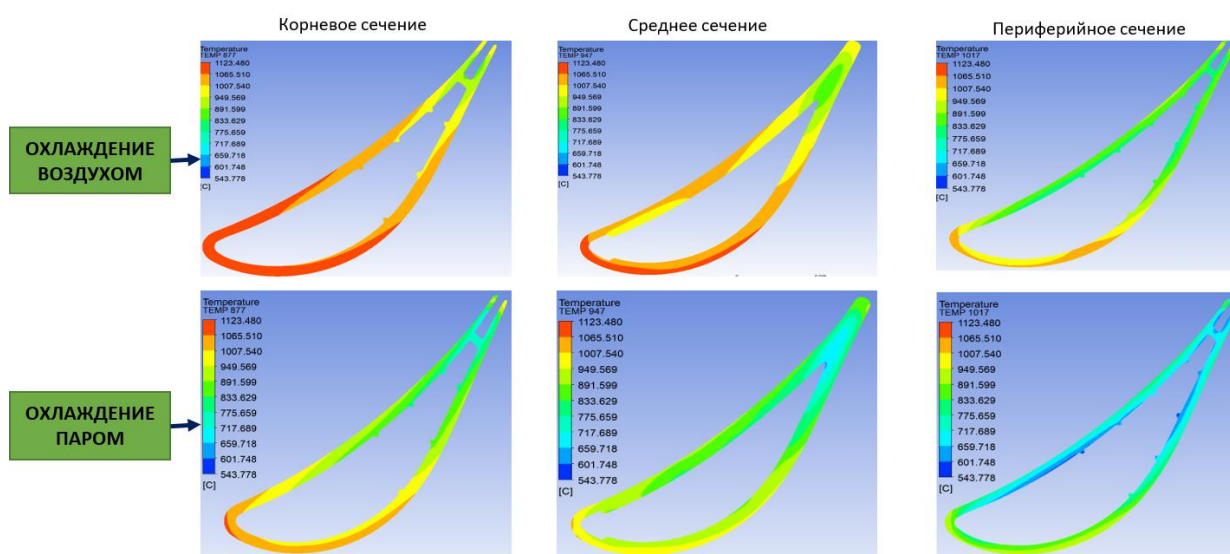 Корневое сечение
Среднее сечение
Периферийное сечение
ОХЛАЖДЕНИЕ
ВОЗДУХОМ
Temperature
TEMP 877
1123.480
1065.510
1007.540
949.569
891.599
833.629
775.659
717.689
659.718
601.748
543.778
[C]
Temperature
TEMP 947
1123.480
1065.510
1007.540
949.569
891.599
833.629
775.659
717.689
659.718
601.748
543.778
[C]
Temperature
TEMP 1017
1123.480
1065.510
1007.540
949.569
891.599
833.629
775.659
717.689
659.718
601.748
543.778
[C]
ОХЛАЖДЕНИЕ
ПАРОМ
Temperature
TEMP 877
1123.480
1065.510
1007.540
949.569
891.599
833.629
775.659
717.689
659.718
601.748
543.778
[C]
Temperature
TEMP 947
1123.480
1065.510
1007.540
949.569
891.599
833.629
775.659
717.689
659.718
601.748
543.778
[C]
Temperature
TEMP 1017
1123.480
1065.510
1007.540
949.569
891.599
833.629
775.659
717.689
659.718
601.748
543.778
[C]